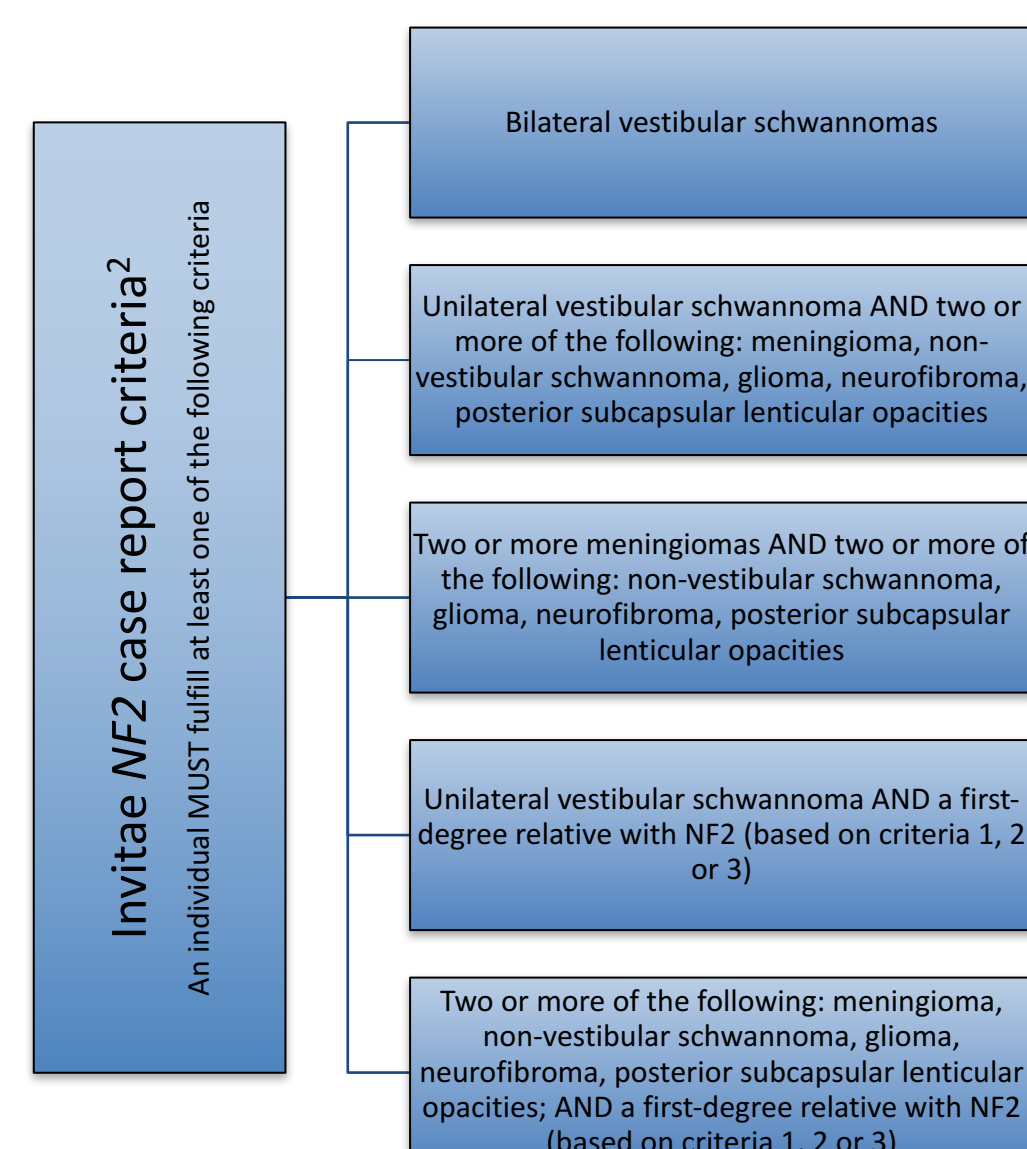 Invitae NF2 case report criteria²
An individual MUST fulfill at least one of the following criteria
Bilateral vestibular schwannomas
Unilateral vestibular schwannoma AND two or
more of the following: meningioma, non-
vestibular schwannoma, glioma, neurofibroma,
posterior subcapsular lenticular opacities
Two or more meningiomas AND two or more of
the following: non-vestibular schwannoma,
glioma, neurofibroma, posterior subcapsular
lenticular opacities
Unilateral vestibular schwannoma AND a first-
degree relative with NF2 (based on criteria 1, 2
or 3)
Two or more of the following: meningioma,
non-vestibular schwannoma, glioma,
neurofibroma, posterior subcapsular lenticular
opacities; AND a first-degree relative with NF2
(based on criteria 1, 2 or 3)